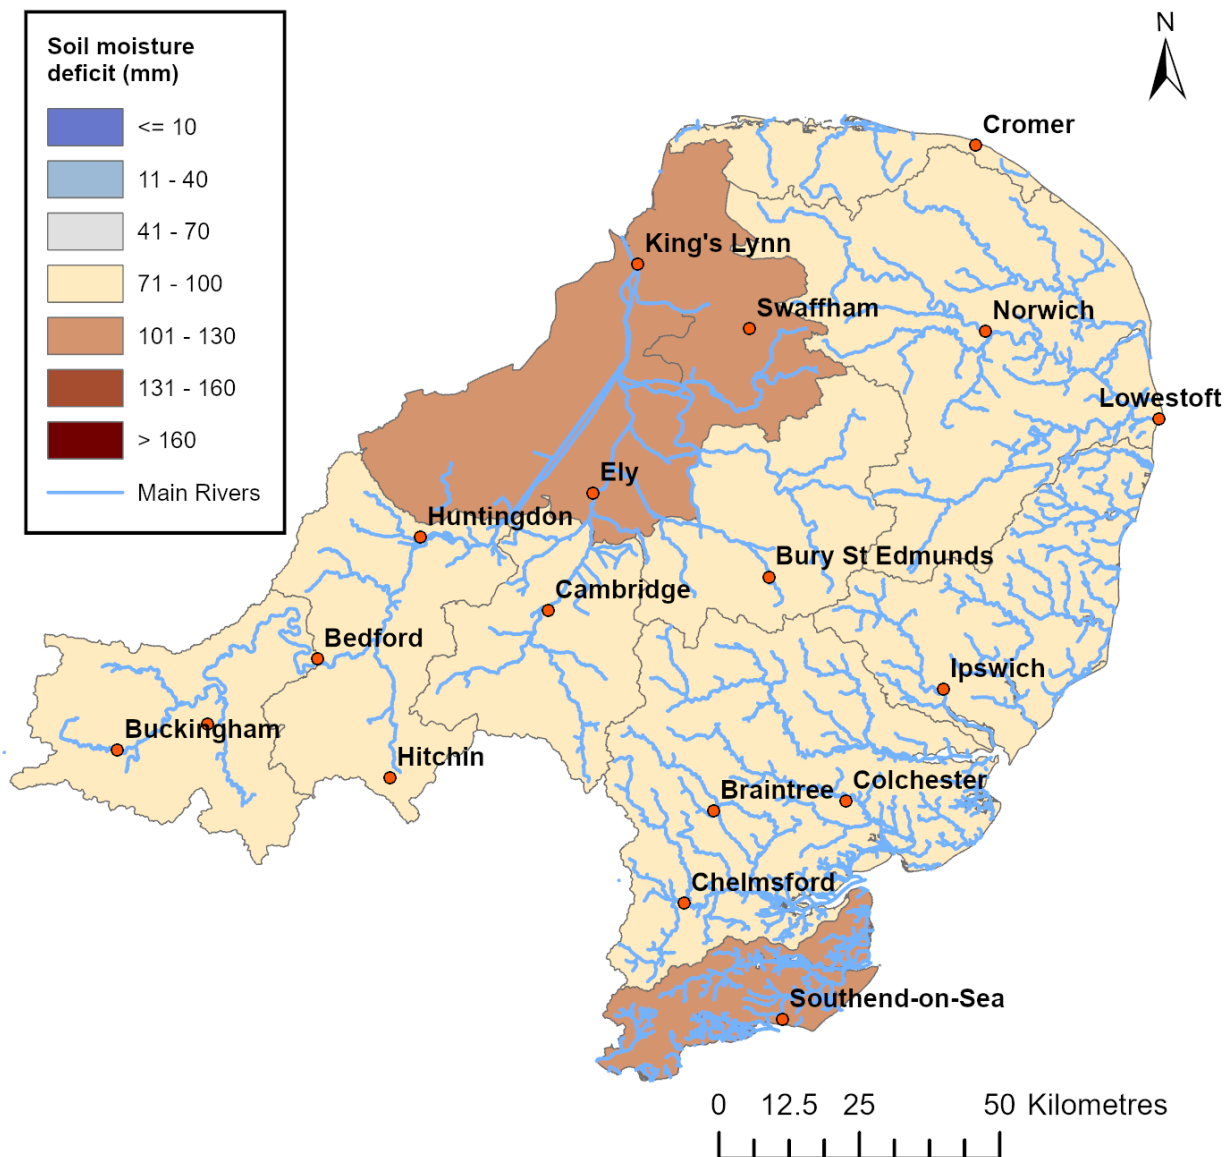 Soil moisture
deficit (mm)
<= 10
11 - 40
41 - 70
71 - 100
101 - 130
131 - 160
> 160
Main Rivers
N
Cromer
King's Lynn
Swaffham
Norwich
Lowestoft
Ely
Huntingdon
Bury St Edmunds
Cambridge
Bedford
Ipswich
Buckingham
Hitchin
Colchester
Braintree
Chelmsford
Southend-on-Sea
0 12.5 25 50 Kilometres